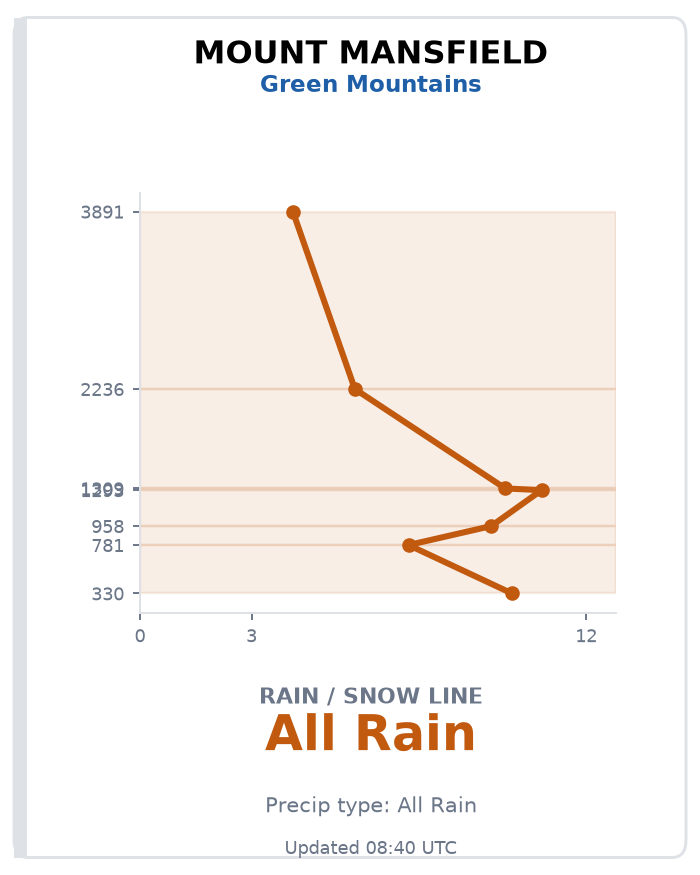 MOUNT MANSFIELD
Green Mountains
3891
2236
958
781
330
0 3 12
RAIN / SNOW LINE
All Rain
Precip type: All Rain
Updated 08:40 UTC